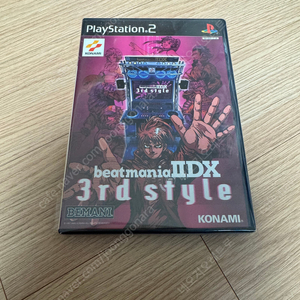 PlayStation 2
KONAMI
beatmania IIDX
3rd style
BEMANI
KONAMI